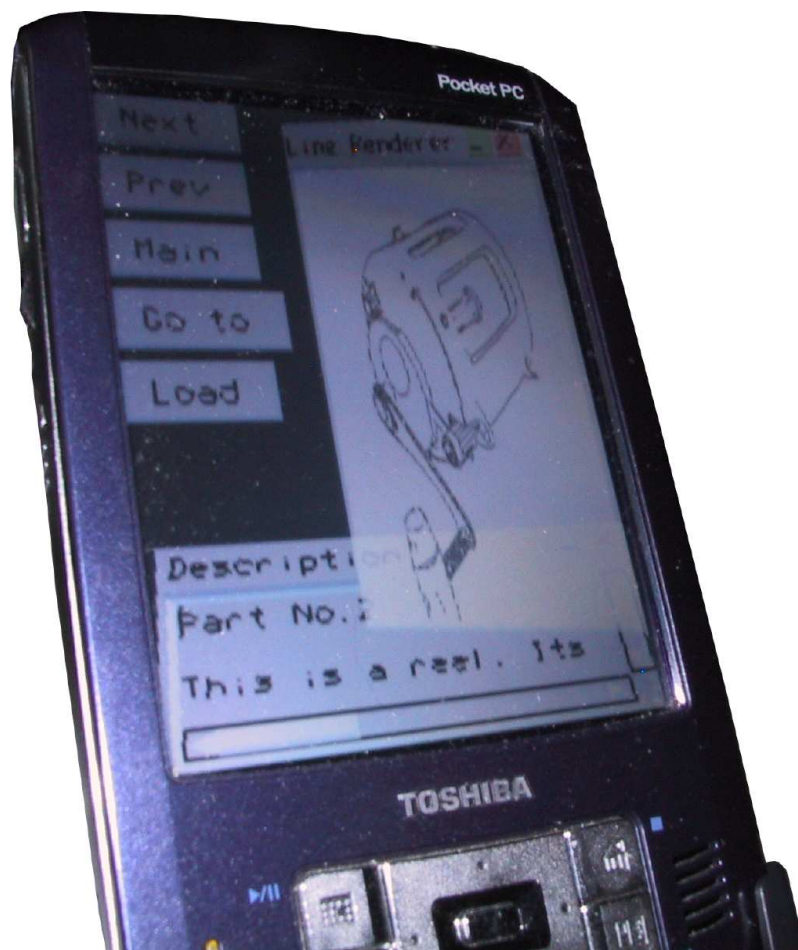 Pocket PC
Next
Line Renderer
Prev
Main
Go to
Load
Description
Part No.2
This is a reel. Its
TOSHIBA